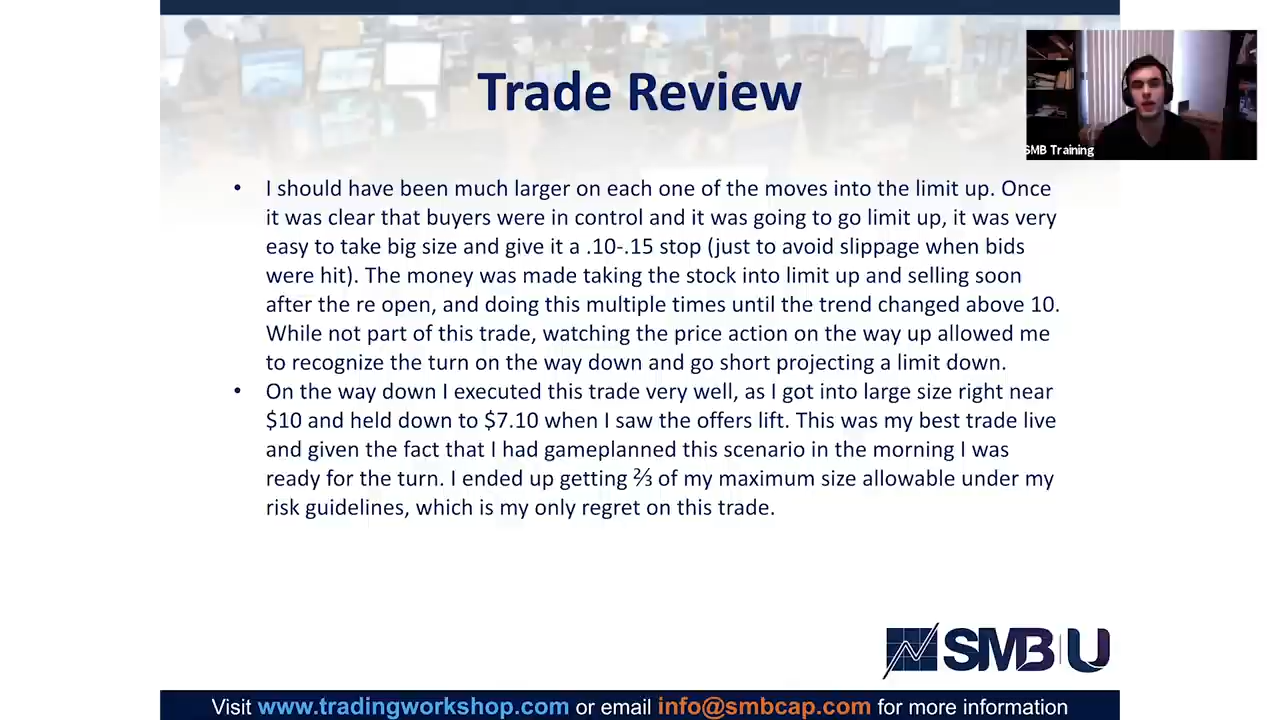 Trade Review
SMB Training
• I should have been much larger on each one of the moves into the limit up. Once
it was clear that buyers were in control and it was going to go limit up, it was very
easy to take big size and give it a .10-.15 stop (just to avoid slippage when bids
were hit). The money was made taking the stock into limit up and selling soon
after the re open, and doing this multiple times until the trend changed above 10.
While not part of this trade, watching the price action on the way up allowed me
to recognize the turn on the way down and go short projecting a limit down.
• On the way down I executed this trade very well, as I got into large size right near
$10 and held down to $7.10 when I saw the offers lift. This was my best trade live
and given the fact that I had gameplanned this scenario in the morning I was
ready for the turn. I ended up getting ⅔ of my maximum size allowable under my
risk guidelines, which is my only regret on this trade.
SMB U
Visit www.tradingworkshop.com or email info@smbcap.com for more information